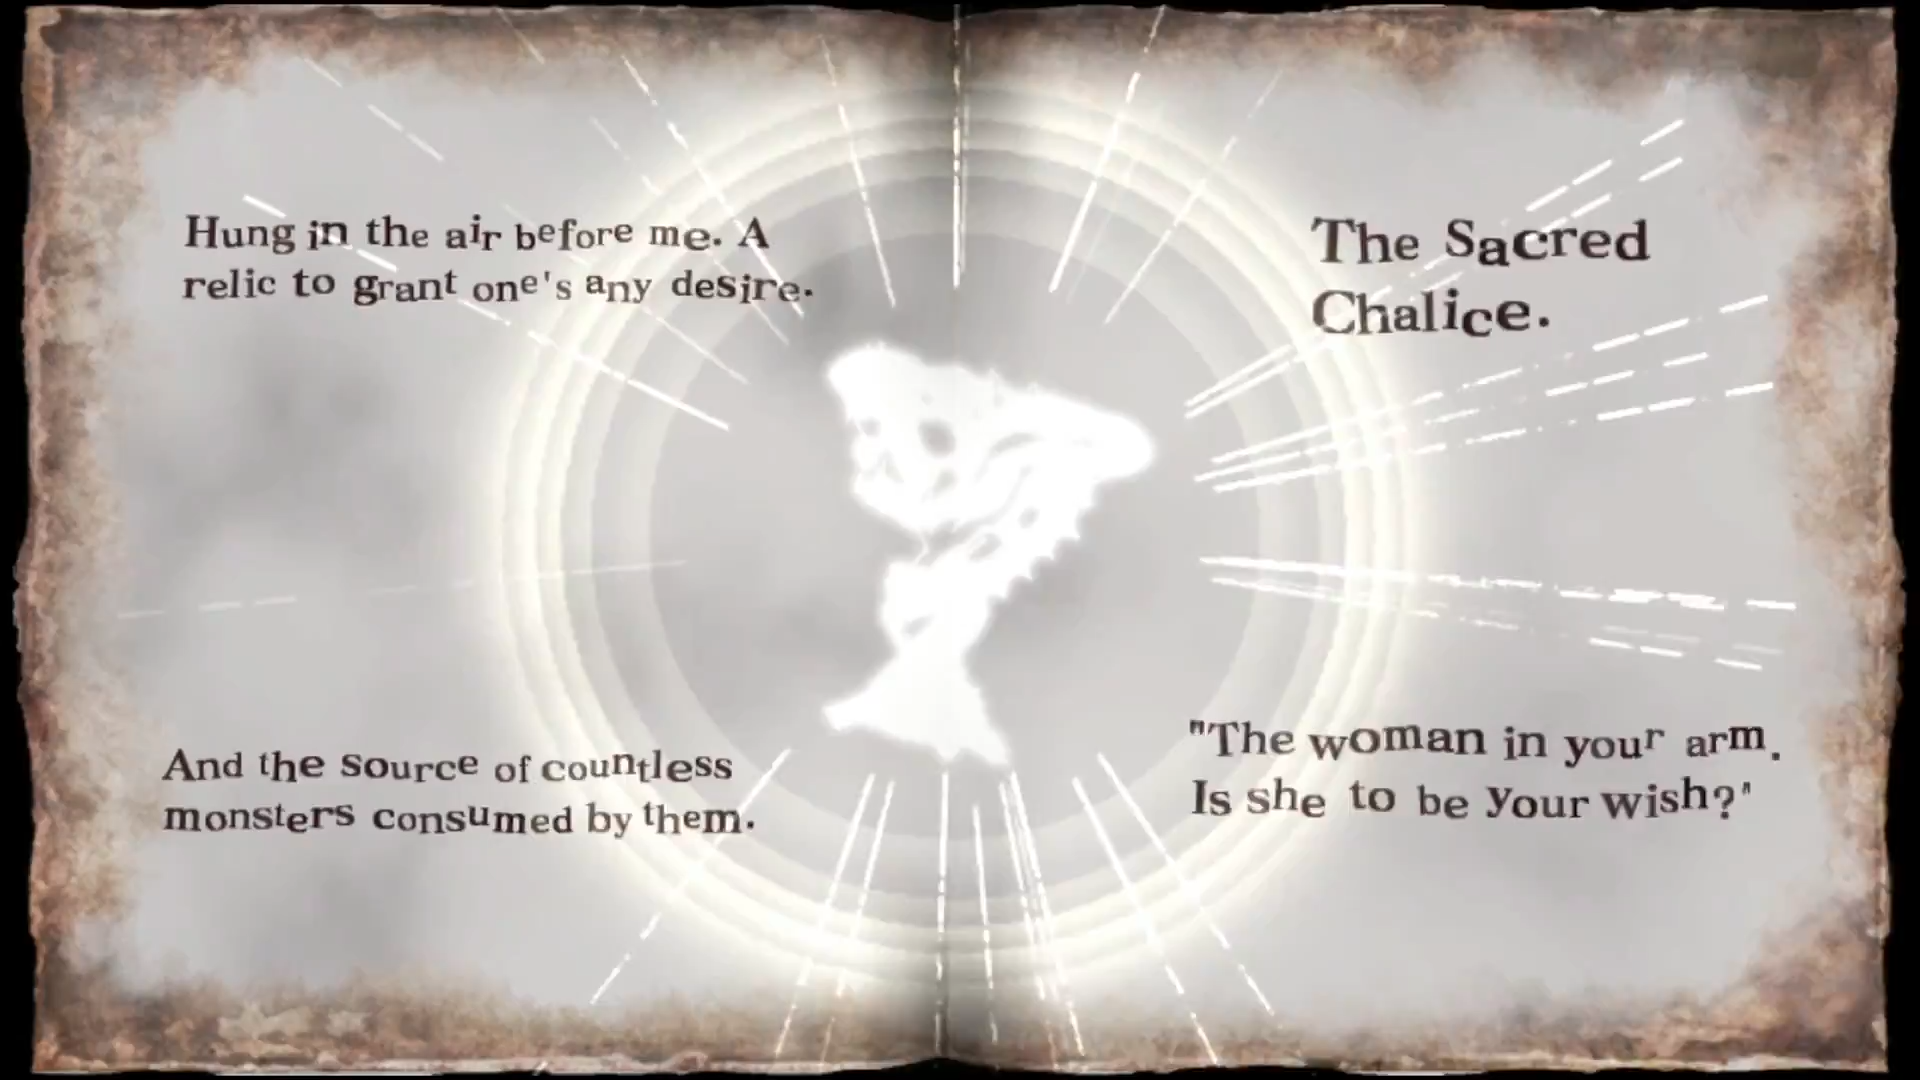 Hung in the air before me. A
relic to grant one's any desire.
The Sacred
Chalice.
And the source of countless
monsters consumed by them.
"The woman in your arm.
Is she to be your wish?"